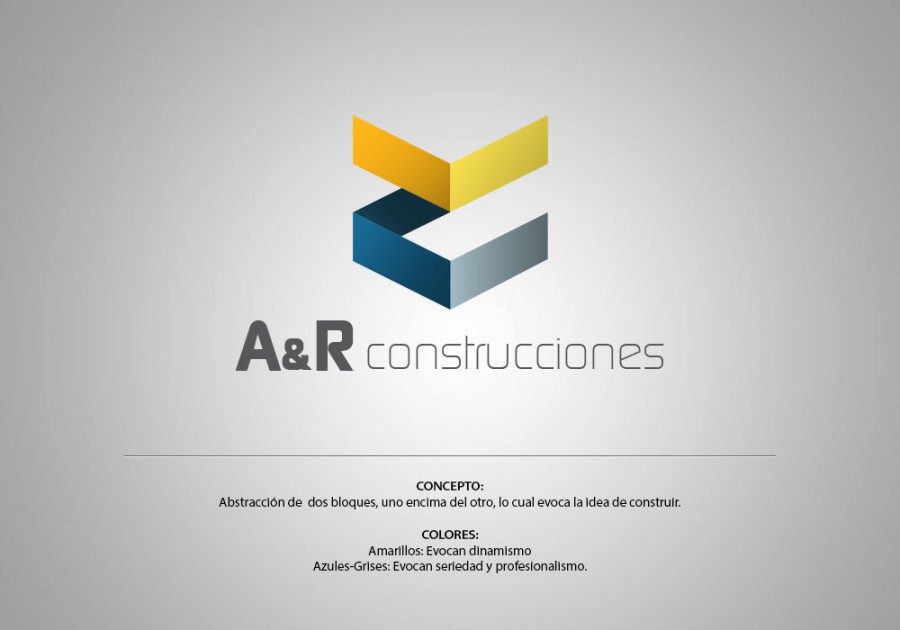 A&R construcciones
CONCEPTO:
Abstracción de dos bloques, uno encima del otro, lo cual evoca la idea de construir.
COLORES:
Amarillos: Evocan dinamismo
Azules-Grises: Evocan seriedad y profesionalismo.